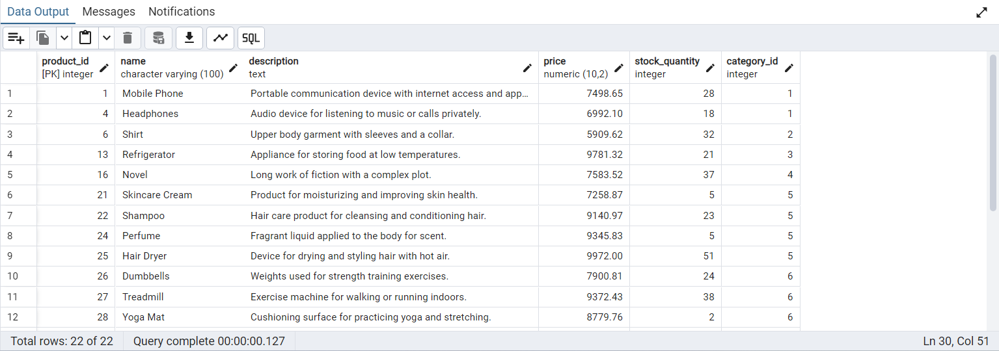 Data Output Messages Notifications
SQL
product_id name description price stock_quantity category_id
[PK] integer character varying (100) text numeric (10,2) integer integer
1 1 Mobile Phone Portable communication device with internet access and app… 7498.65 28 1
2 4 Headphones Audio device for listening to music or calls privately. 6992.10 18 1
3 6 Shirt Upper body garment with sleeves and a collar. 5909.62 32 2
4 13 Refrigerator Appliance for storing food at low temperatures. 9781.32 21 3
5 16 Novel Long work of fiction with a complex plot. 7583.52 37 4
6 21 Skincare Cream Product for moisturizing and improving skin health. 7258.87 5 5
7 22 Shampoo Hair care product for cleansing and conditioning hair. 9140.97 23 5
8 24 Perfume Fragrant liquid applied to the body for scent. 9345.83 5 5
9 25 Hair Dryer Device for drying and styling hair with hot air. 9972.00 51 5
10 26 Dumbbells Weights used for strength training exercises. 7900.81 24 6
11 27 Treadmill Exercise machine for walking or running indoors. 9372.43 38 6
12 28 Yoga Mat Cushioning surface for practicing yoga and stretching. 8779.76 2 6
Total rows: 22 of 22 Query complete 00:00:00.127 Ln 30, Col 51